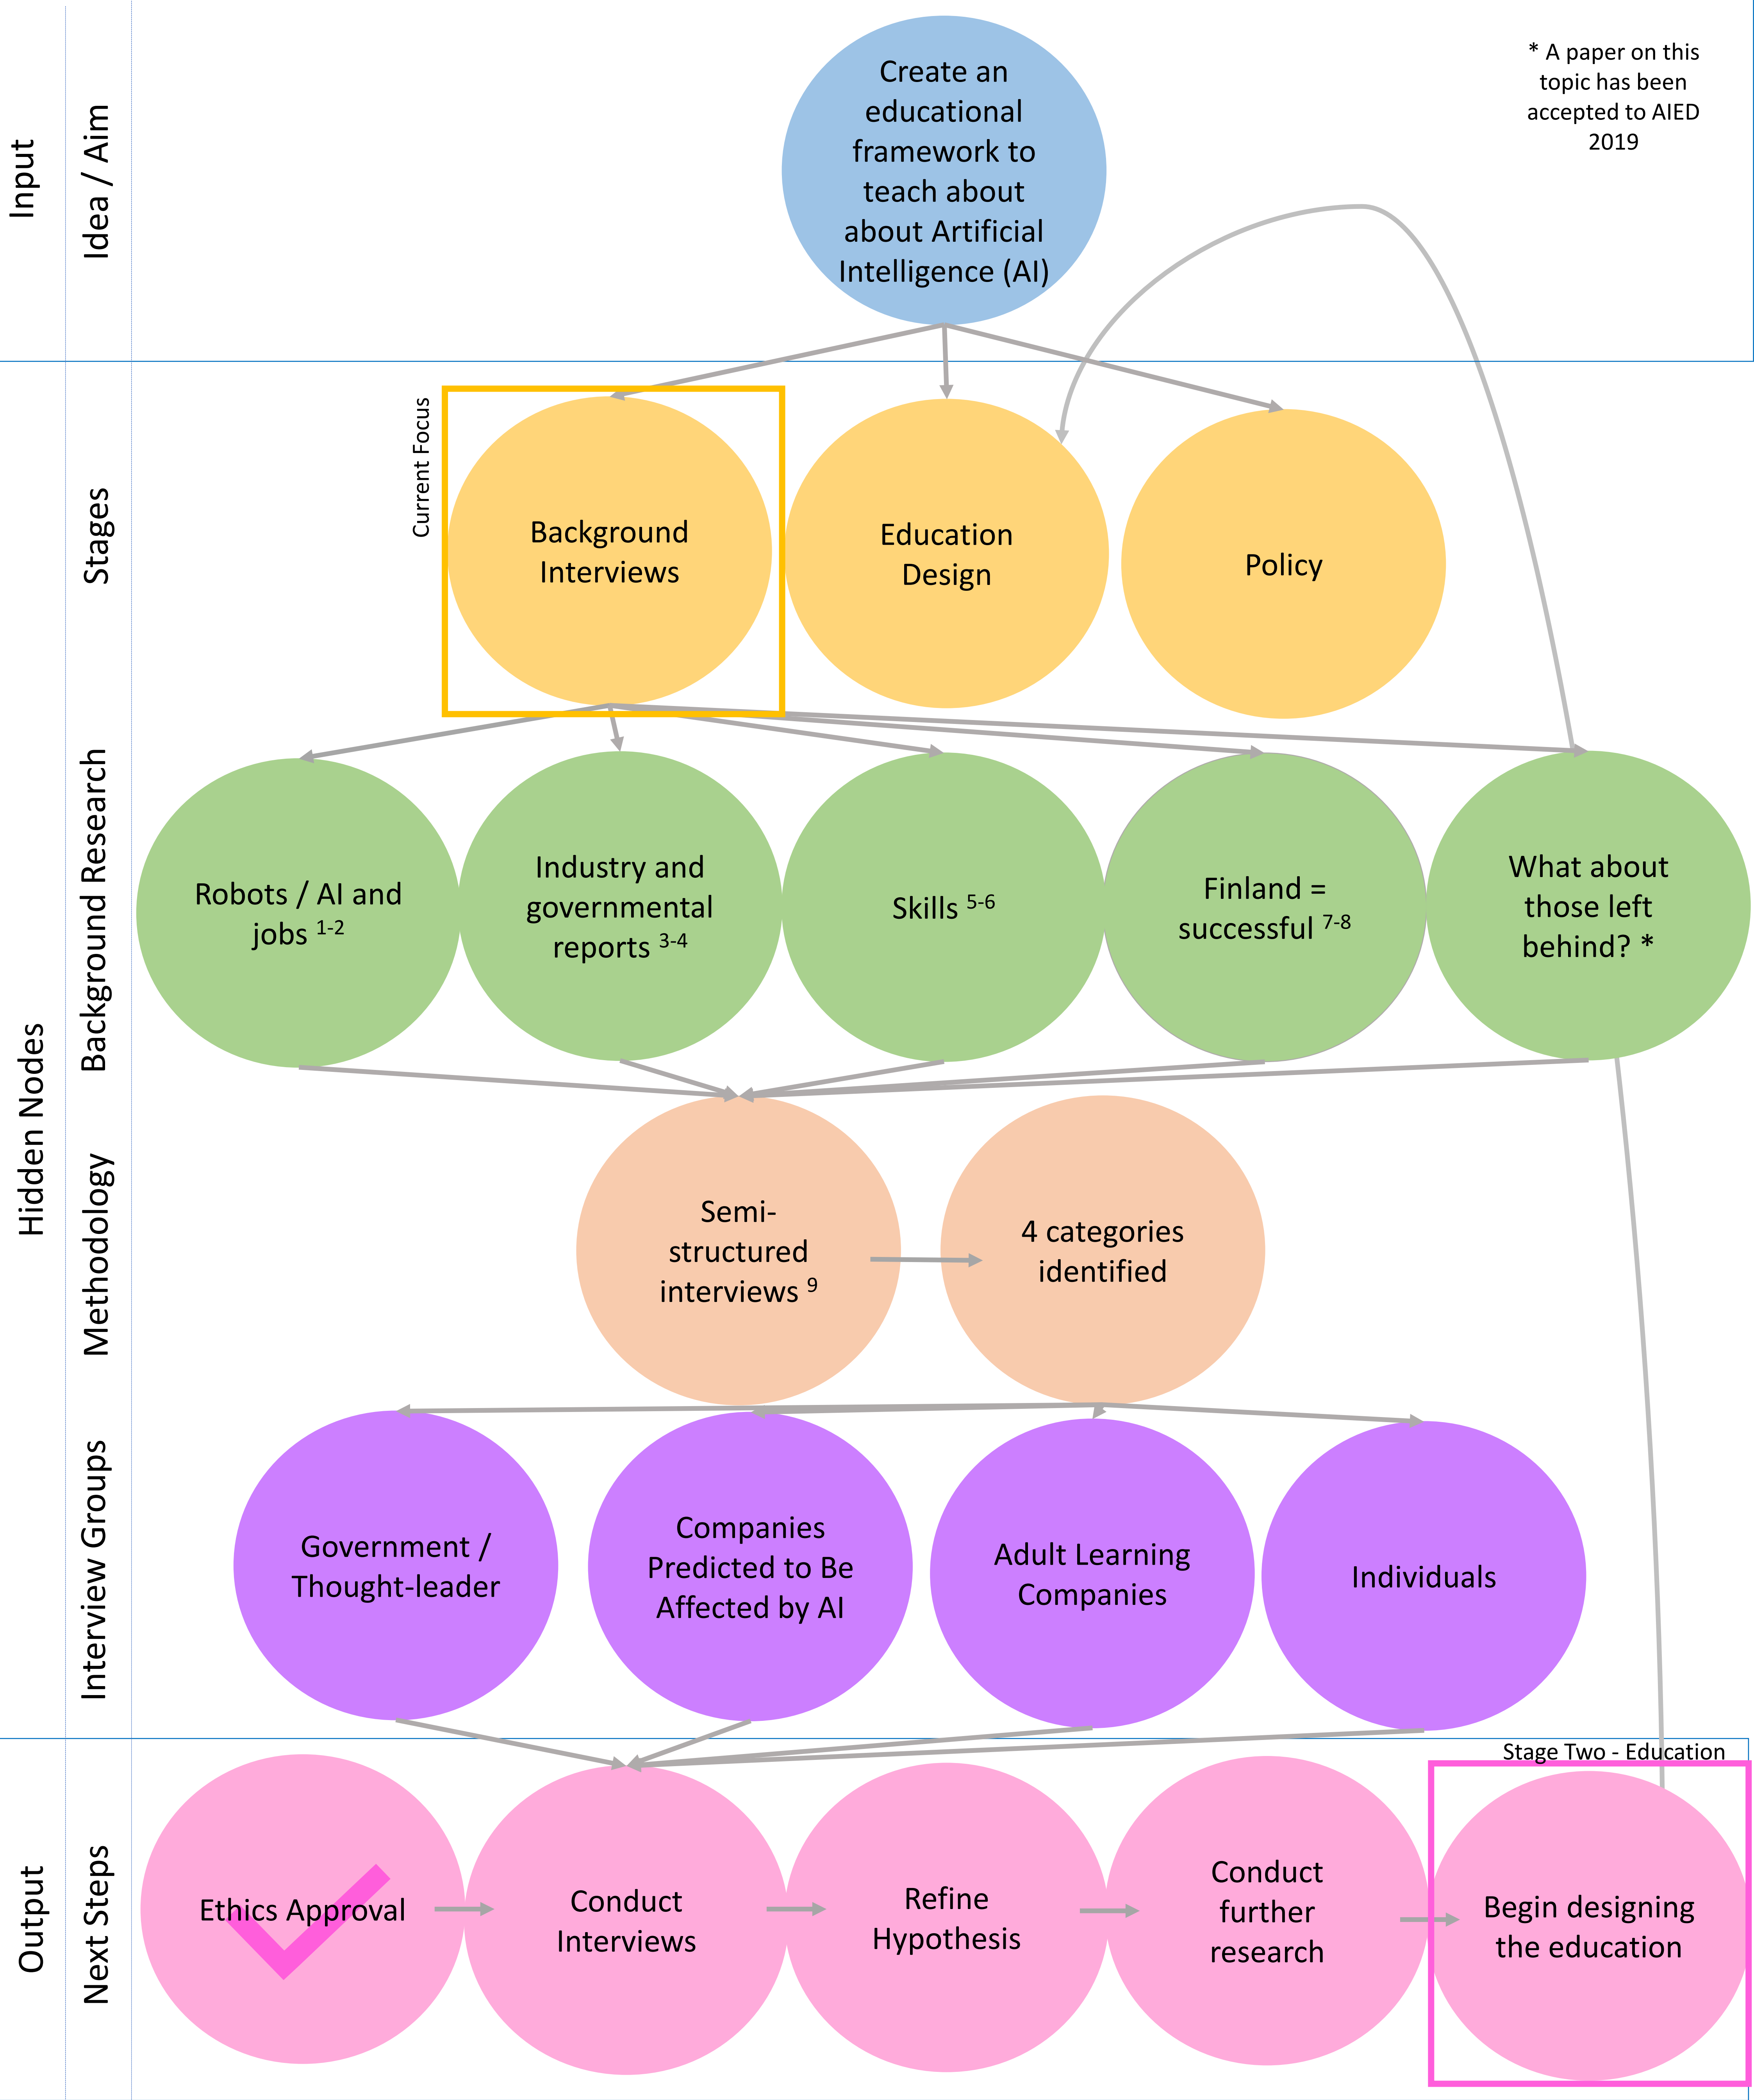 Input
Idea / Aim
Create an
educational
framework to
teach about
about Artificial
Intelligence (AI)
* A paper on this
topic has been
accepted to AIED
2019
Hidden Nodes
Stages
Current Focus
Background
Interviews
Education
Design
Policy
Background Research
Robots / AI and
jobs 1-2
Industry and
governmental
reports 3-4
Skills 5-6
Finland =
successful 7-8
What about
those left
behind? *
Methodology
Semi-
structured
interviews 9
4 categories
identified
Interview Groups
Government /
Thought-leader
Companies
Predicted to Be
Affected by AI
Adult Learning
Companies
Individuals
Output
Next Steps
Stage Two - Education
Ethics Approval
Conduct
Interviews
Refine
Hypothesis
Conduct
further
research
Begin designing
the education